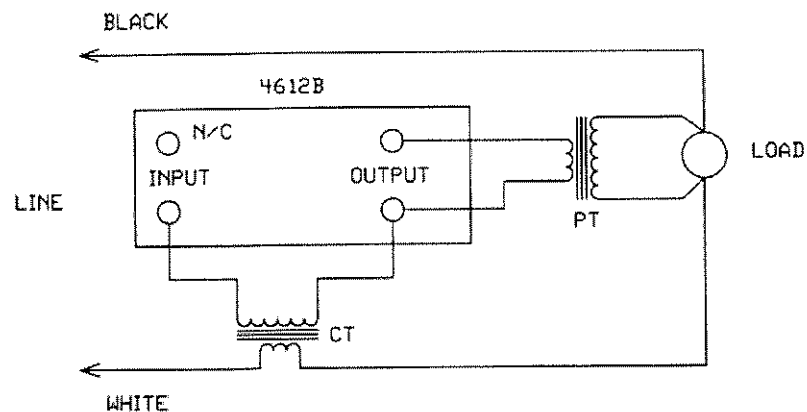 BLACK
4612B
N/C
INPUT
OUTPUT
LOAD
LINE
PT
CT
WHITE